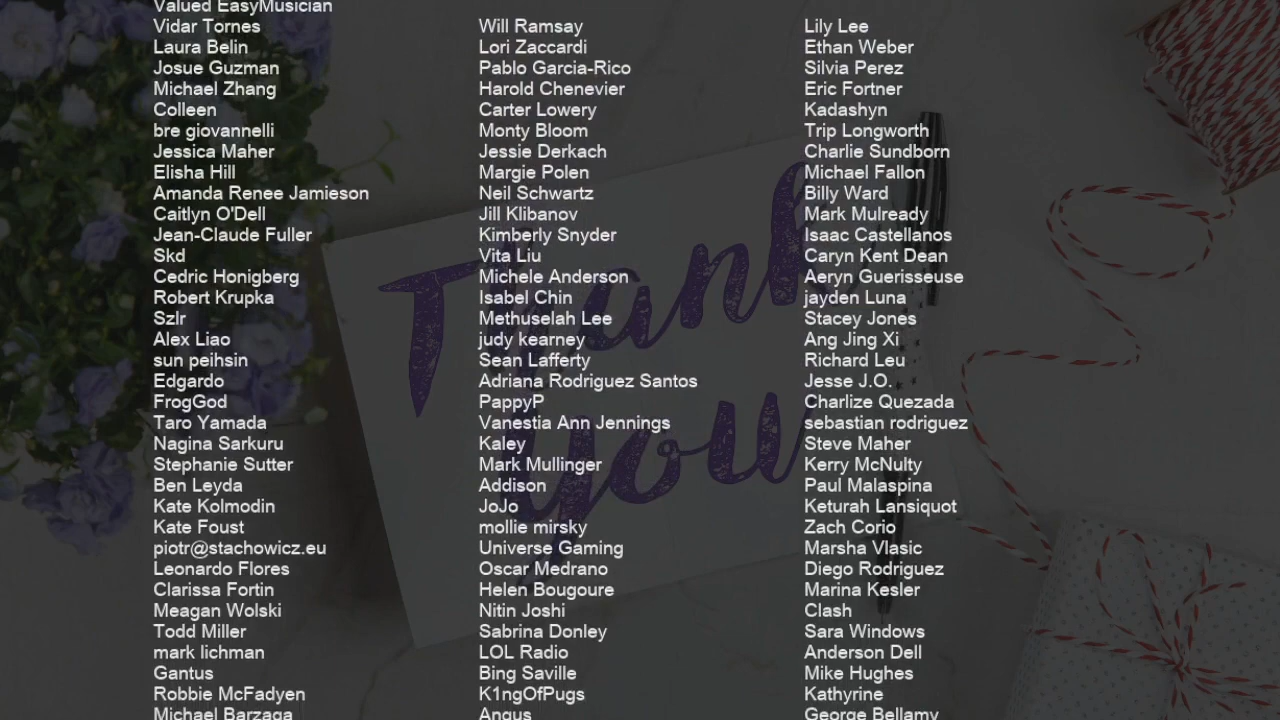 Valued EasyMusician
Vidar Tornes
Laura Belin
Josue Guzman
Michael Zhang
Colleen
bre giovannelli
Jessica Maher
Elisha Hill
Amanda Renee Jamieson
Caitlyn O'Dell
Jean-Claude Fuller
Skd
Cedric Honigberg
Robert Krupka
Szlr
Alex Liao
sun peihsin
Edgardo
FrogGod
Taro Yamada
Nagina Sarkuru
Stephanie Sutter
Ben Leyda
Kate Kolmodin
Kate Foust
piotr@stachowicz.eu
Leonardo Flores
Clarissa Fortin
Meagan Wolski
Todd Miller
mark lichman
Gantus
Robbie McFadyen
Michael Barzaga
Will Ramsay
Lori Zaccardi
Pablo Garcia-Rico
Harold Chenevier
Carter Lowery
Monty Bloom
Jessie Derkach
Margie Polen
Neil Schwartz
Jill Klibanov
Kimberly Snyder
Vita Liu
Michele Anderson
Isabel Chin
Methuselah Lee
judy kearney
Sean Lafferty
Adriana Rodriguez Santos
PappyP
Vanestia Ann Jennings
Kaley
Mark Mullinger
Addison
JoJo
mollie mirsky
Universe Gaming
Oscar Medrano
Helen Bougoure
Nitin Joshi
Sabrina Donley
LOL Radio
Bing Saville
K1ngOfPugs
Angus
Lily Lee
Ethan Weber
Silvia Perez
Eric Fortner
Kadashyn
Trip Longworth
Charlie Sundborn
Michael Fallon
Billy Ward
Mark Mulready
Isaac Castellanos
Caryn Kent Dean
Aeryn Guerisseuse
jayden Luna
Stacey Jones
Ang Jing Xi
Richard Leu
Jesse J.O.
Charlize Quezada
sebastian rodriguez
Steve Maher
Kerry McNulty
Paul Malaspina
Keturah Lansiquot
Zach Corio
Marsha Vlasic
Diego Rodriguez
Marina Kesler
Clash
Sara Windows
Anderson Dell
Mike Hughes
Kathyrine
George Bellamy
Thank
you